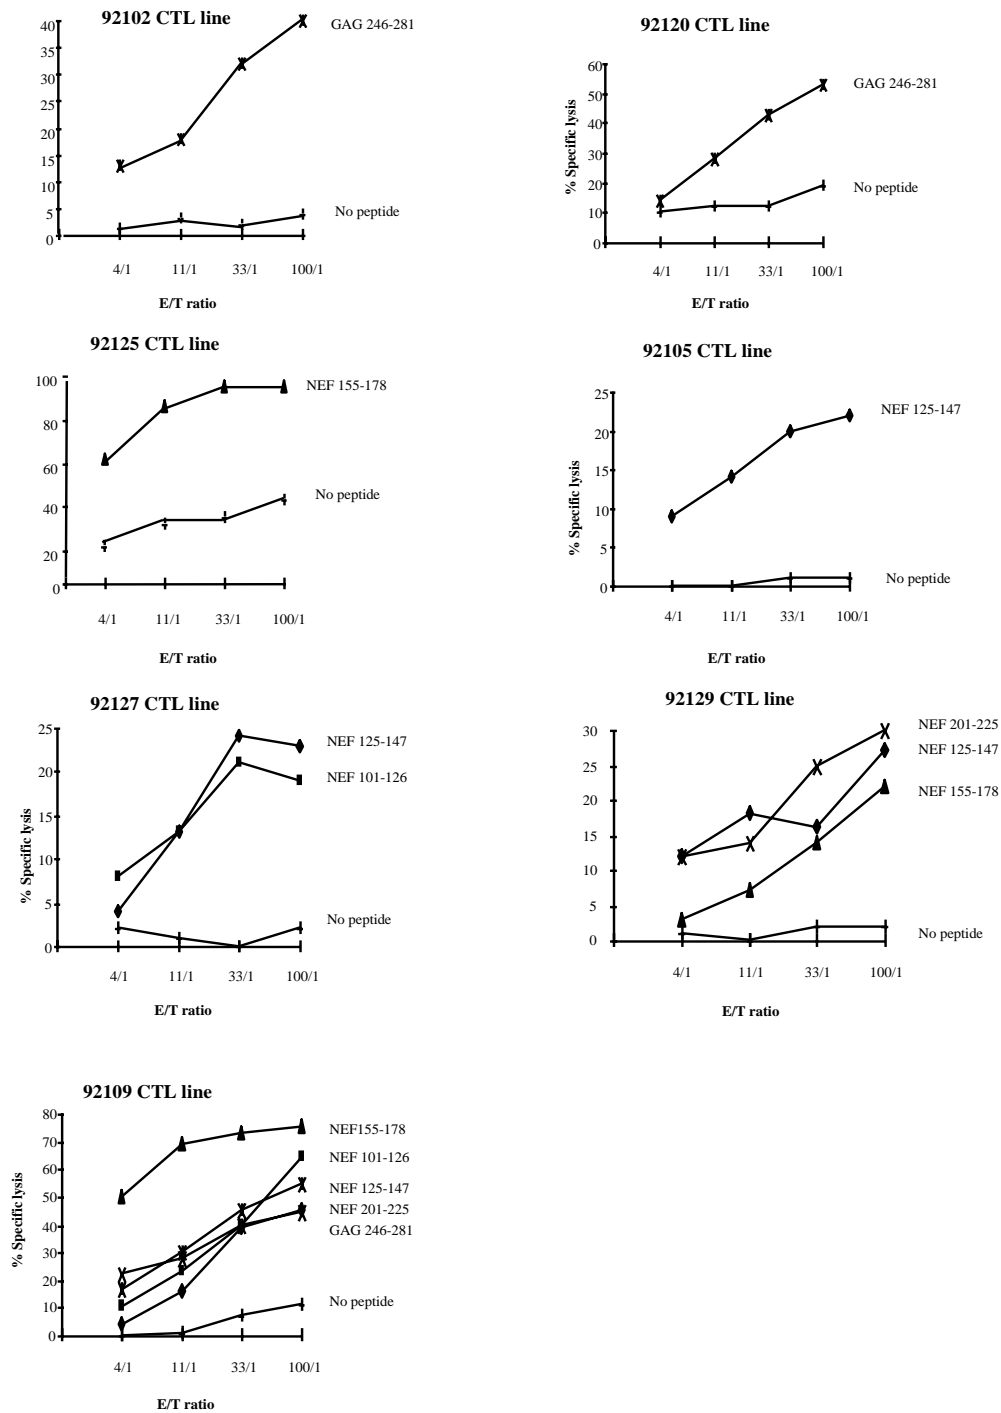 92102 CTL line
40
35
30
25
20
15
10
5
0
GAG 246-281
No peptide
4/1 11/1 33/1 100/1
E/T ratio
92120 CTL line
% Specific lysis
60
50
40
30
20
10
0
GAG 246-281
No peptide
4/1 11/1 33/1 100/1
E/T ratio
92125 CTL line
100
80
60
40
20
0
NEF 155-178
No peptide
4/1 11/1 33/1 100/1
E/T ratio
92105 CTL line
% Specific lysis
25
20
15
10
5
0
NEF 125-147
No peptide
4/1 11/1 33/1 100/1
E/T ratio
92127 CTL line
% Specific lysis
25
20
15
10
5
0
NEF 125-147
NEF 101-126
No peptide
4/1 11/1 33/1 100/1
E/T ratio
92129 CTL line
30
25
20
15
10
5
0
NEF 201-225
NEF 125-147
NEF 155-178
No peptide
4/1 11/1 33/1 100/1
E/T ratio
92109 CTL line
% Specific lysis
80
70
60
50
40
30
20
10
0
NEF155-178
NEF 101-126
NEF 125-147
NEF 201-225
GAG 246-281
No peptide
4/1 11/1 33/1 100/1
E/T ratio